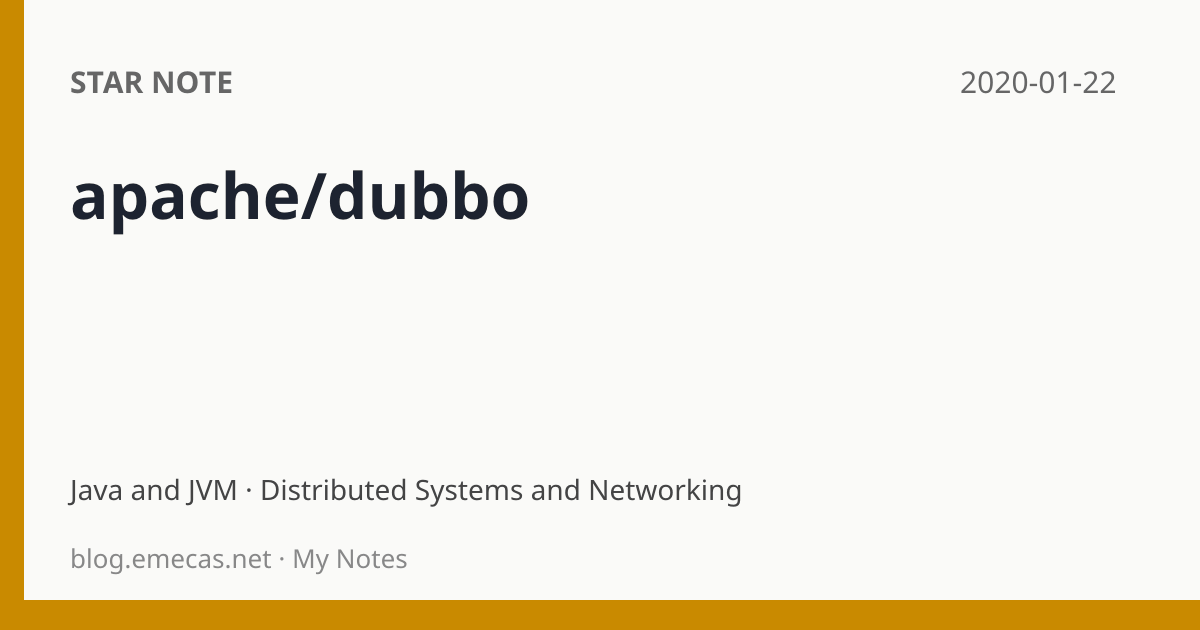 STAR NOTE
2020-01-22
apache/dubbo
Java and JVM · Distributed Systems and Networking
blog.emecas.net · My Notes